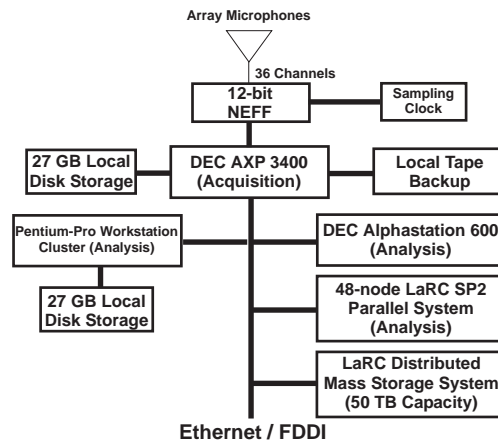 Array Microphones
36 Channels
12-bit
NEFF
Sampling
Clock
27 GB Local
Disk Storage
DEC AXP 3400
(Acquisition)
Local Tape
Backup
Pentium-Pro Workstation
Cluster (Analysis)
DEC Alphastation 600
(Analysis)
27 GB Local
Disk Storage
48-node LaRC SP2
Parallel System
(Analysis)
LaRC Distributed
Mass Storage System
(50 TB Capacity)
Ethernet / FDDI